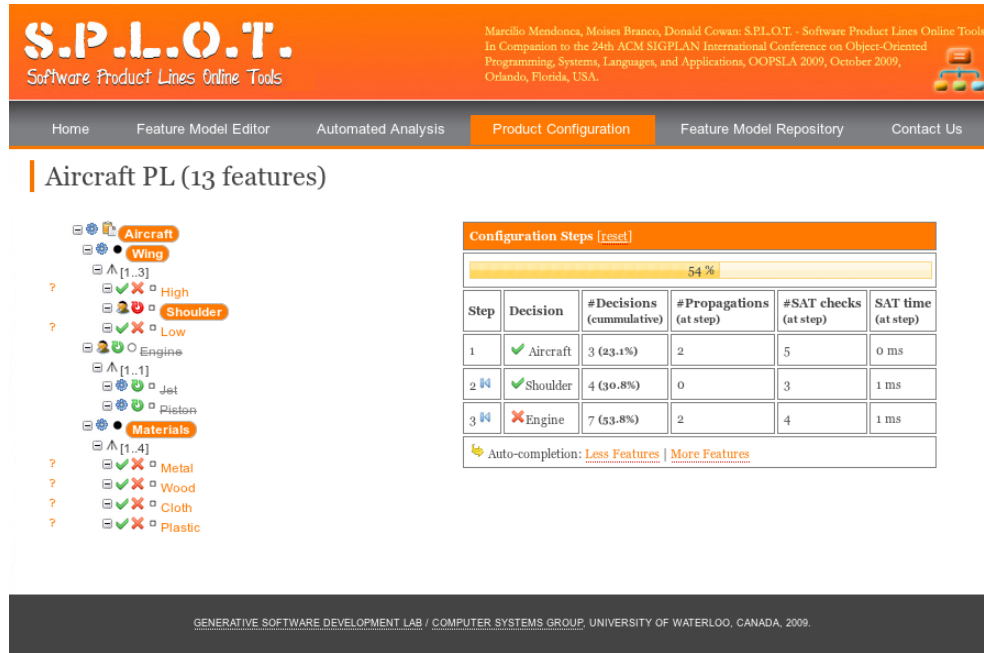 S.P.L.O.T.
Software Product Lines Online Tools
Marcilio Mendonca, Moises Branco, Donald Cowan: S.P.L.O.T. - Software Product Lines Online Tools
In Companion to the 24th ACM SIGPLAN International Conference on Object-Oriented
Programming, Systems, Languages, and Applications, OOPSLA 2009, October 2009,
Orlando, Florida, USA.
Home Feature Model Editor Automated Analysis Product Configuration Feature Model Repository Contact Us
Aircraft PL (13 features)
Aircraft
Wing
[1..3]
? High
Shoulder
? Low
Engine
[1..1]
Jet
Piston
Materials
[1..4]
? Metal
? Wood
? Cloth
? Plastic
Configuration Steps [reset]
54 %
Step Decision #Decisions (cummulative) #Propagations (at step) #SAT checks (at step) SAT time (at step)
1 Aircraft 3 (23.1%) 2 5 0 ms
2 Shoulder 4 (30.8%) 0 3 1 ms
3 Engine 7 (53.8%) 2 4 1 ms
Auto-completion: Less Features | More Features
GENERATIVE SOFTWARE DEVELOPMENT LAB / COMPUTER SYSTEMS GROUP, UNIVERSITY OF WATERLOO, CANADA, 2009.